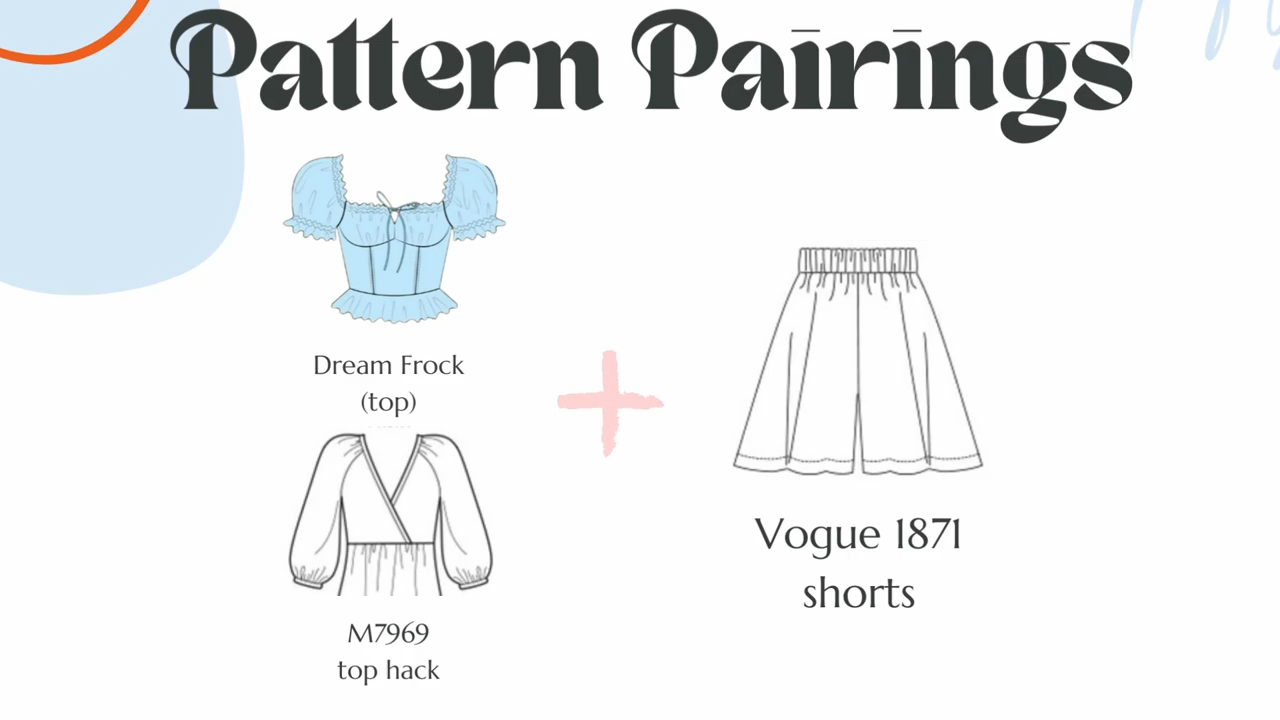 Pattern Pairings
Dream Frock
(top)
M7969
top hack
Vogue 1871
shorts